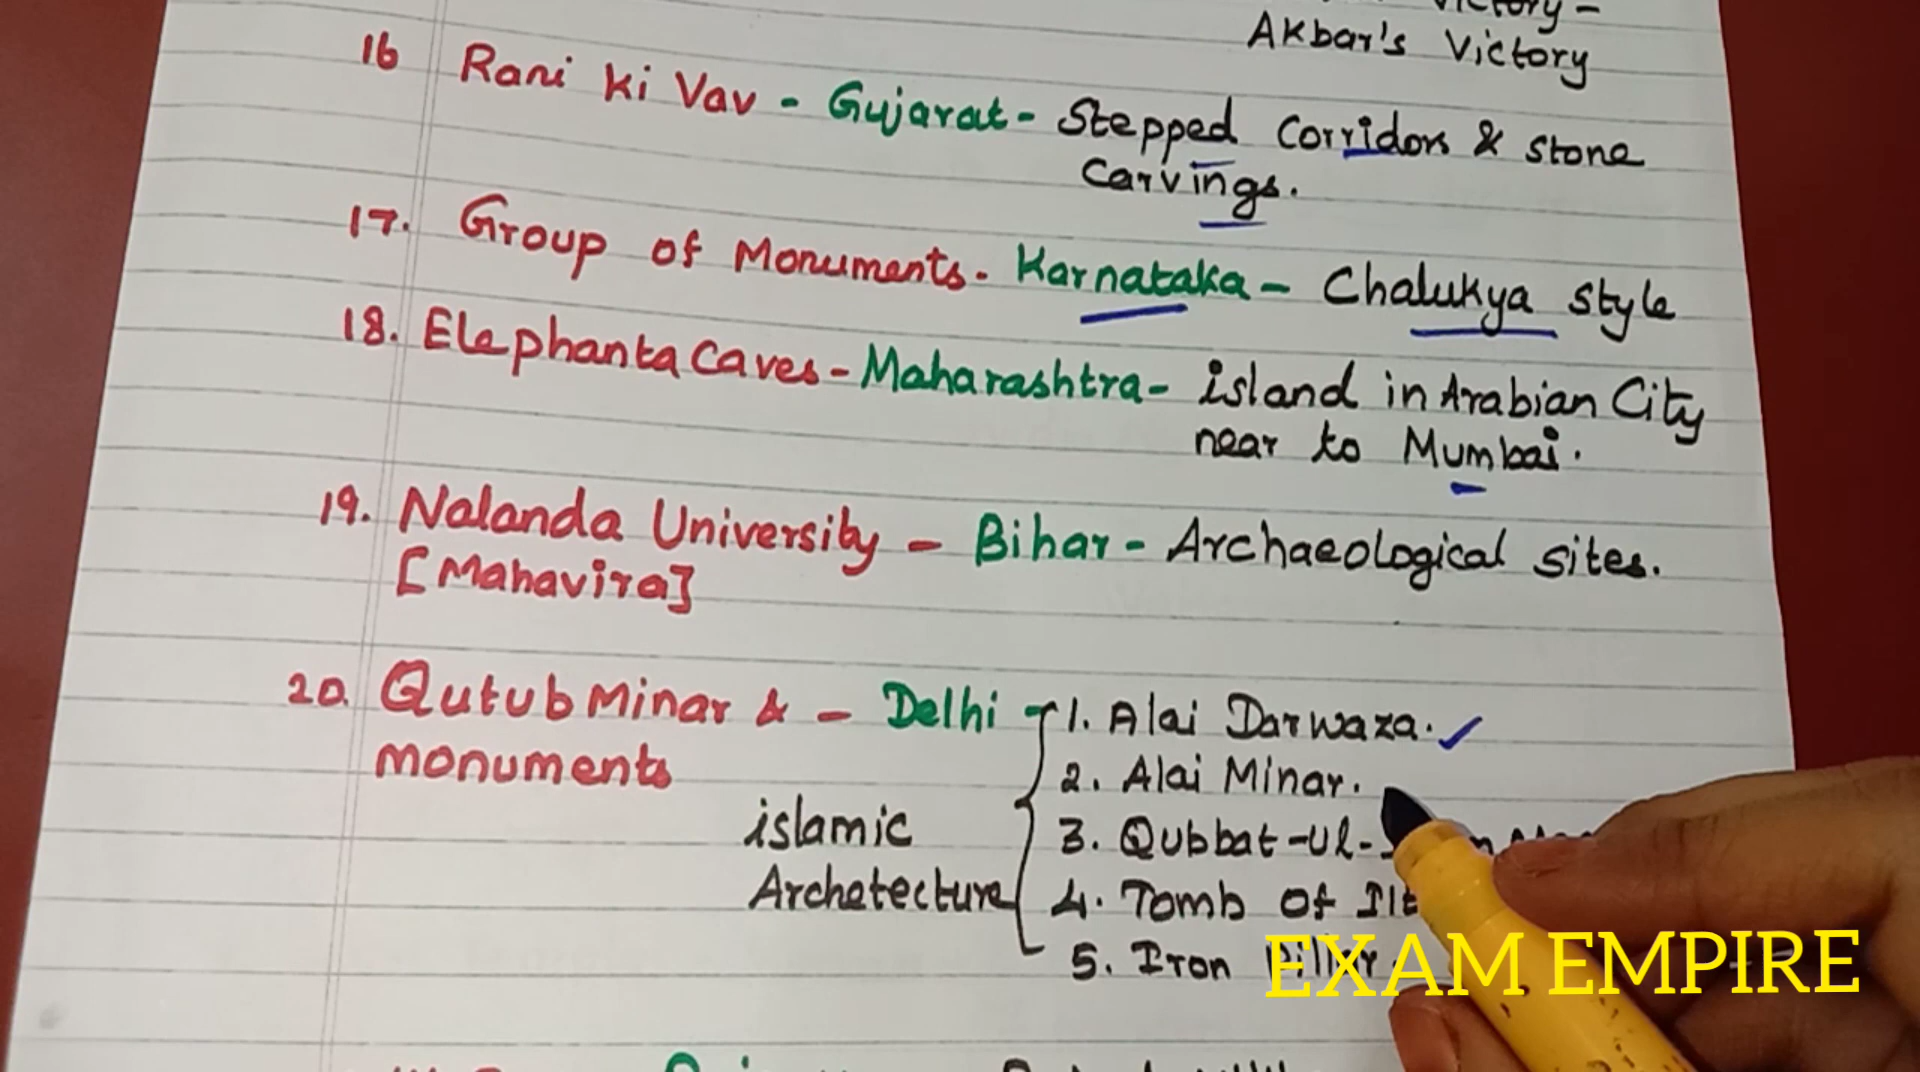 Victory -
Akbar's Victory
16 Rani ki Vav - Gujarat - Stepped Corridors & stone
Carvings.
17. Group of Monuments. Karnataka - Chalukya style
18. Elephanta Caves - Maharashtra - island in Arabian City
near to Mumbai.
19. Nalanda University - Bihar - Archaeological sites.
[Mahavira]
20. Qutub Minar & - Delhi - 1. Alai Darwaza. ✓
monuments
2. Alai Minar.
islamic
3. Qubbat-ul-
Archetecture
4. Tomb of
5. Iron
EXAM EMPIRE